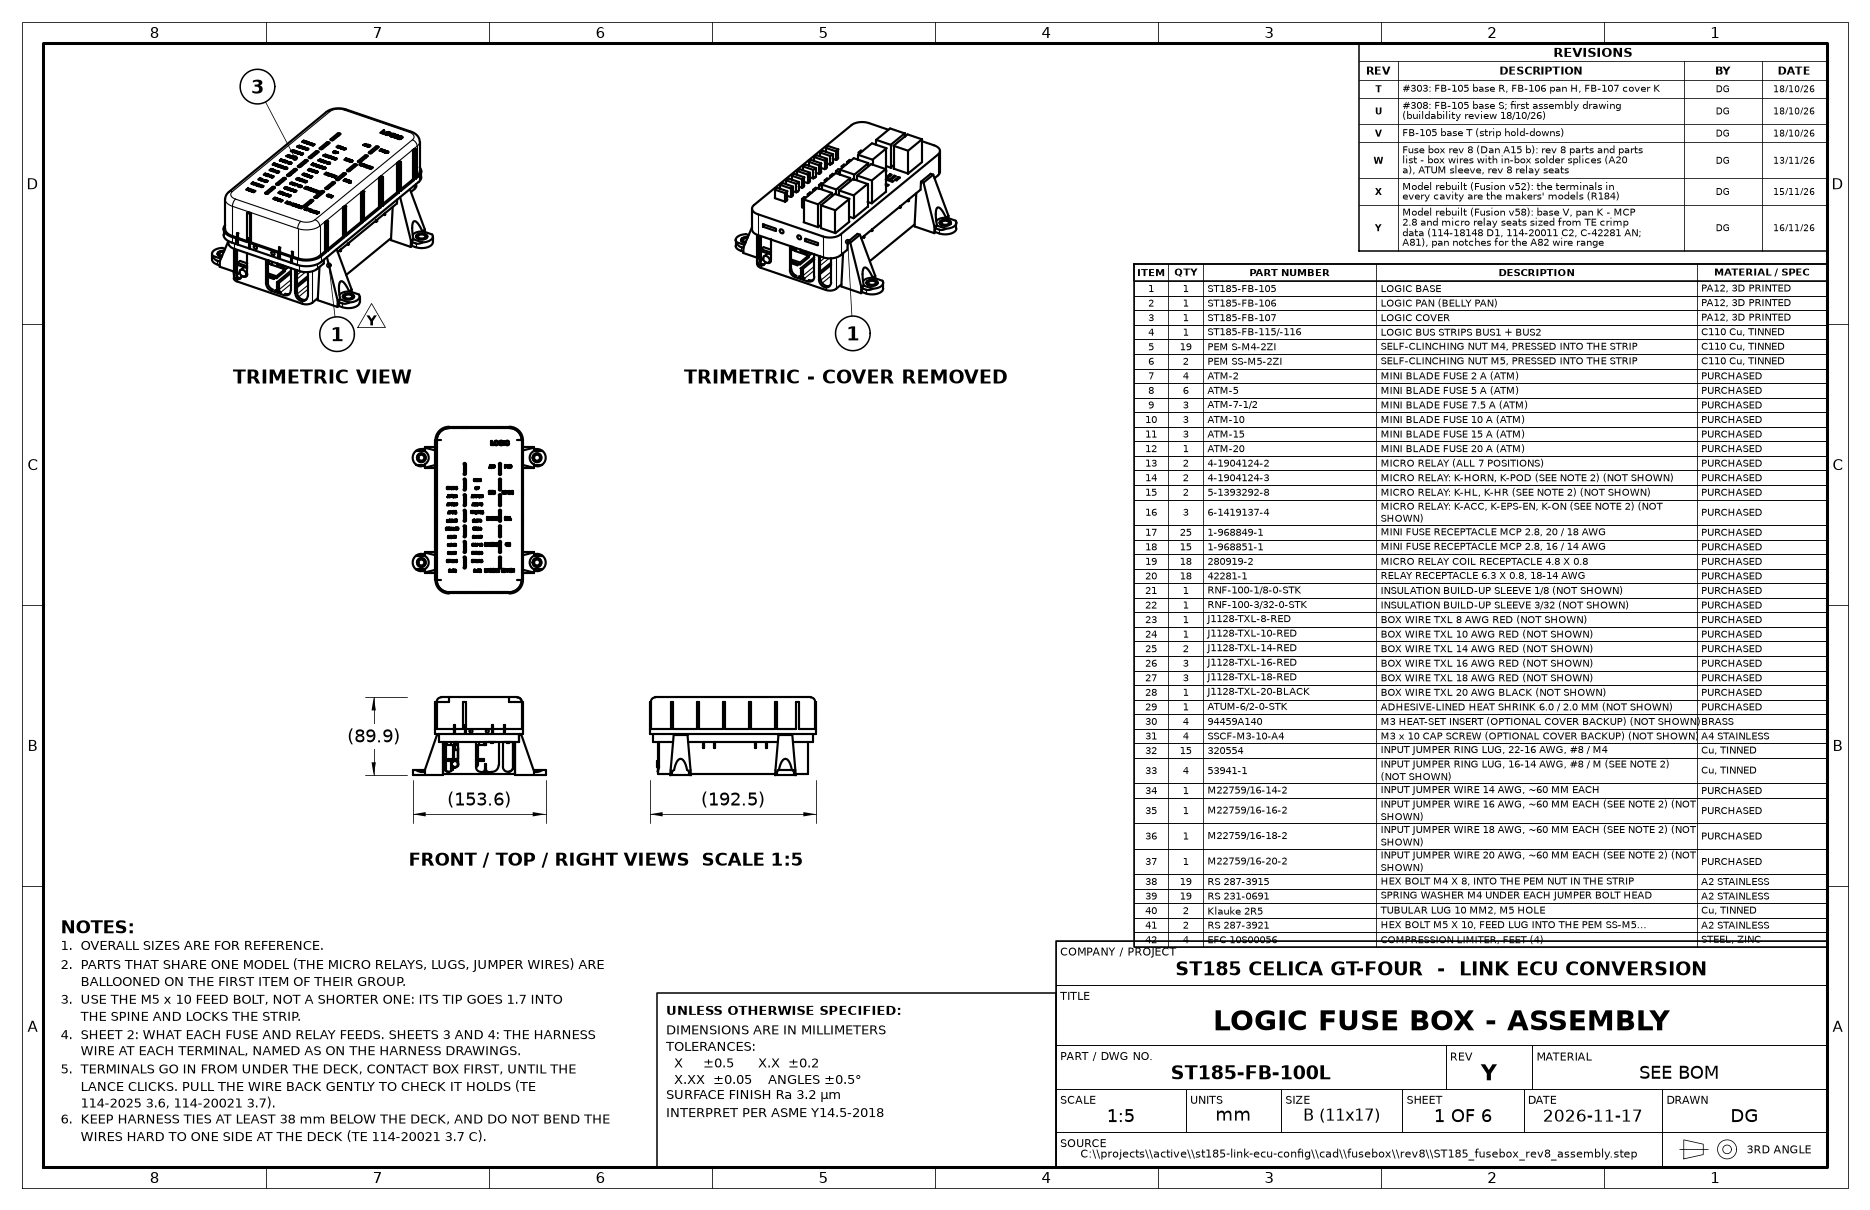 8 7 6 5 4 3 2 1
D
C
B
A
D
C
B
A
REVISIONS
REV DESCRIPTION BY DATE
T #303: FB-105 base R, FB-106 pan H, FB-107 cover K DG 18/10/26
U #308: FB-105 base S; first assembly drawing
(buildability review 18/10/26) DG 18/10/26
V FB-105 base T (strip hold-downs) DG 18/10/26
W Fuse box rev 8 (Dan A15 b): rev 8 parts and parts
list - box wires with in-box solder splices (A20
a), ATUM sleeve, rev 8 relay seats DG 13/11/26
X Model rebuilt (Fusion v52): the terminals in
every cavity are the makers' models (R184) DG 15/11/26
Y Model rebuilt (Fusion v58): base V, pan K - MCP
2.8 and micro relay seats sized from TE crimp
data (114-18148 D1, 114-20011 C2, C-42281 AN;
A81), pan notches for the A82 wire range DG 16/11/26
3
LOGIC
1
Y
TRIMETRIC VIEW
1
TRIMETRIC - COVER REMOVED
LOGIC
(89.9)
(153.6)
(192.5)
FRONT / TOP / RIGHT VIEWS SCALE 1:5
ITEM QTY PART NUMBER DESCRIPTION MATERIAL / SPEC
1 1 ST185-FB-105 LOGIC BASE PA12, 3D PRINTED
2 1 ST185-FB-106 LOGIC PAN (BELLY PAN) PA12, 3D PRINTED
3 1 ST185-FB-107 LOGIC COVER PA12, 3D PRINTED
4 1 ST185-FB-115/-116 LOGIC BUS STRIPS BUS1 + BUS2 C110 Cu, TINNED
5 19 PEM S-M4-2ZI SELF-CLINCHING NUT M4, PRESSED INTO THE STRIP C110 Cu, TINNED
6 2 PEM SS-M5-2ZI SELF-CLINCHING NUT M5, PRESSED INTO THE STRIP C110 Cu, TINNED
7 4 ATM-2 MINI BLADE FUSE 2 A (ATM) PURCHASED
8 6 ATM-5 MINI BLADE FUSE 5 A (ATM) PURCHASED
9 3 ATM-7-1/2 MINI BLADE FUSE 7.5 A (ATM) PURCHASED
10 3 ATM-10 MINI BLADE FUSE 10 A (ATM) PURCHASED
11 3 ATM-15 MINI BLADE FUSE 15 A (ATM) PURCHASED
12 1 ATM-20 MINI BLADE FUSE 20 A (ATM) PURCHASED
13 2 4-1904124-2 MICRO RELAY (ALL 7 POSITIONS) PURCHASED
14 2 4-1904124-3 MICRO RELAY: K-HORN, K-POD (SEE NOTE 2) (NOT SHOWN) PURCHASED
15 2 5-1393292-8 MICRO RELAY: K-HL, K-HR (SEE NOTE 2) (NOT SHOWN) PURCHASED
16 3 6-1419137-4 MICRO RELAY: K-ACC, K-EPS-EN, K-ON (SEE NOTE 2) (NOT
SHOWN) PURCHASED
17 25 1-968849-1 MINI FUSE RECEPTACLE MCP 2.8, 20 / 18 AWG PURCHASED
18 15 1-968851-1 MINI FUSE RECEPTACLE MCP 2.8, 16 / 14 AWG PURCHASED
19 18 280919-2 MICRO RELAY COIL RECEPTACLE 4.8 X 0.8 PURCHASED
20 18 42281-1 RELAY RECEPTACLE 6.3 X 0.8, 18-14 AWG PURCHASED
21 1 RNF-100-1/8-0-STK INSULATION BUILD-UP SLEEVE 1/8 (NOT SHOWN) PURCHASED
22 1 RNF-100-3/32-0-STK INSULATION BUILD-UP SLEEVE 3/32 (NOT SHOWN) PURCHASED
23 1 J1128-TXL-8-RED BOX WIRE TXL 8 AWG RED (NOT SHOWN) PURCHASED
24 1 J1128-TXL-10-RED BOX WIRE TXL 10 AWG RED (NOT SHOWN) PURCHASED
25 2 J1128-TXL-14-RED BOX WIRE TXL 14 AWG RED (NOT SHOWN) PURCHASED
26 3 J1128-TXL-16-RED BOX WIRE TXL 16 AWG RED (NOT SHOWN) PURCHASED
27 3 J1128-TXL-18-RED BOX WIRE TXL 18 AWG RED (NOT SHOWN) PURCHASED
28 1 J1128-TXL-20-BLACK BOX WIRE TXL 20 AWG BLACK (NOT SHOWN) PURCHASED
29 1 ATUM-6/2-0-STK ADHESIVE-LINED HEAT SHRINK 6.0 / 2.0 MM (NOT SHOWN) PURCHASED
30 4 94459A140 M3 HEAT-SET INSERT (OPTIONAL COVER BACKUP) (NOT SHOWN) BRASS
31 4 SSCF-M3-10-A4 M3 x 10 CAP SCREW (OPTIONAL COVER BACKUP) (NOT SHOWN) A4 STAINLESS
32 15 320554 INPUT JUMPER RING LUG, 22-16 AWG, #8 / M4 Cu, TINNED
33 4 53941-1 INPUT JUMPER RING LUG, 16-14 AWG, #8 / M (SEE NOTE 2)
(NOT SHOWN) Cu, TINNED
34 1 M22759/16-14-2 INPUT JUMPER WIRE 14 AWG, ~60 MM EACH PURCHASED
35 1 M22759/16-16-2 INPUT JUMPER WIRE 16 AWG, ~60 MM EACH (SEE NOTE 2) (NOT
SHOWN) PURCHASED
36 1 M22759/16-18-2 INPUT JUMPER WIRE 18 AWG, ~60 MM EACH (SEE NOTE 2) (NOT
SHOWN) PURCHASED
37 1 M22759/16-20-2 INPUT JUMPER WIRE 20 AWG, ~60 MM EACH (SEE NOTE 2) (NOT
SHOWN) PURCHASED
38 19 RS 287-3915 HEX BOLT M4 X 8, INTO THE PEM NUT IN THE STRIP A2 STAINLESS
39 19 RS 231-0691 SPRING WASHER M4 UNDER EACH JUMPER BOLT HEAD A2 STAINLESS
40 2 Klauke 2R5 TUBULAR LUG 10 MM2, M5 HOLE Cu, TINNED
41 2 RS 287-3921 HEX BOLT M5 X 10, FEED LUG INTO THE PEM SS-M5... A2 STAINLESS
42 4 EFC 10S00056 COMPRESSION LIMITER, FEET (4) STEEL, ZINC
NOTES:
1. OVERALL SIZES ARE FOR REFERENCE.
2. PARTS THAT SHARE ONE MODEL (THE MICRO RELAYS, LUGS, JUMPER WIRES) ARE
BALLOONED ON THE FIRST ITEM OF THEIR GROUP.
3. USE THE M5 x 10 FEED BOLT, NOT A SHORTER ONE: ITS TIP GOES 1.7 INTO
THE SPINE AND LOCKS THE STRIP.
4. SHEET 2: WHAT EACH FUSE AND RELAY FEEDS. SHEETS 3 AND 4: THE HARNESS
WIRE AT EACH TERMINAL, NAMED AS ON THE HARNESS DRAWINGS.
5. TERMINALS GO IN FROM UNDER THE DECK, CONTACT BOX FIRST, UNTIL THE
LANCE CLICKS. PULL THE WIRE BACK GENTLY TO CHECK IT HOLDS (TE
114-2025 3.6, 114-20021 3.7).
6. KEEP HARNESS TIES AT LEAST 38 mm BELOW THE DECK, AND DO NOT BEND THE
WIRES HARD TO ONE SIDE AT THE DECK (TE 114-20021 3.7 C).
UNLESS OTHERWISE SPECIFIED:
DIMENSIONS ARE IN MILLIMETERS
TOLERANCES:
X ±0.5 X.X ±0.2
X.XX ±0.05 ANGLES ±0.5°
SURFACE FINISH Ra 3.2 µm
INTERPRET PER ASME Y14.5-2018
COMPANY / PROJECT
ST185 CELICA GT-FOUR - LINK ECU CONVERSION
TITLE
LOGIC FUSE BOX - ASSEMBLY
PART / DWG NO. REV MATERIAL
ST185-FB-100L Y SEE BOM
SCALE UNITS SIZE SHEET DATE DRAWN
1:5 mm B (11x17) 1 OF 6 2026-11-17 DG
SOURCE
C:\\projects\\active\\st185-link-ecu-config\\cad\\fusebox\\rev8\\ST185_fusebox_rev8_assembly.step
3RD ANGLE
8 7 6 5 4 3 2 1